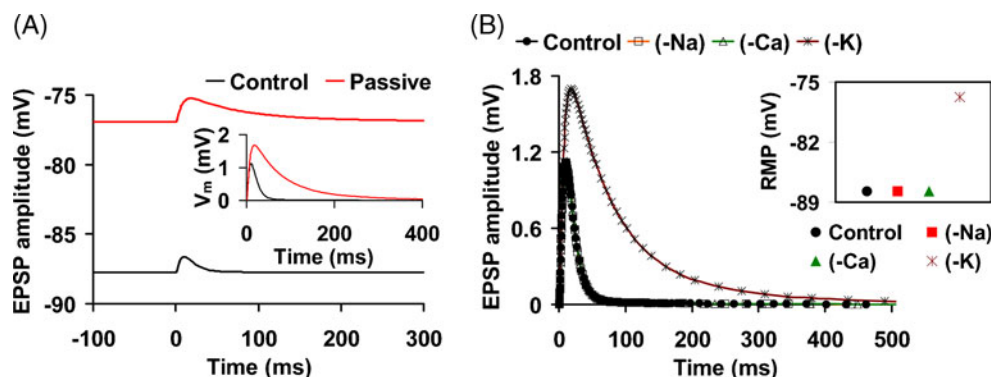 (A)
Control Passive
EPSP amplitude (mV)
-75
-80
-85
-90
-100 0 100 200 300
Time (ms)
V_m (mV)
2
1
0
0 200 400
Time (ms)
(B)
Control (-Na) (-Ca) (-K)
EPSP amplitude (mV)
1.8
1.2
0.6
0
0 100 200 300 400 500
Time (ms)
RMP (mV)
-75
-82
-89
Control (-Na)
(-Ca) (-K)